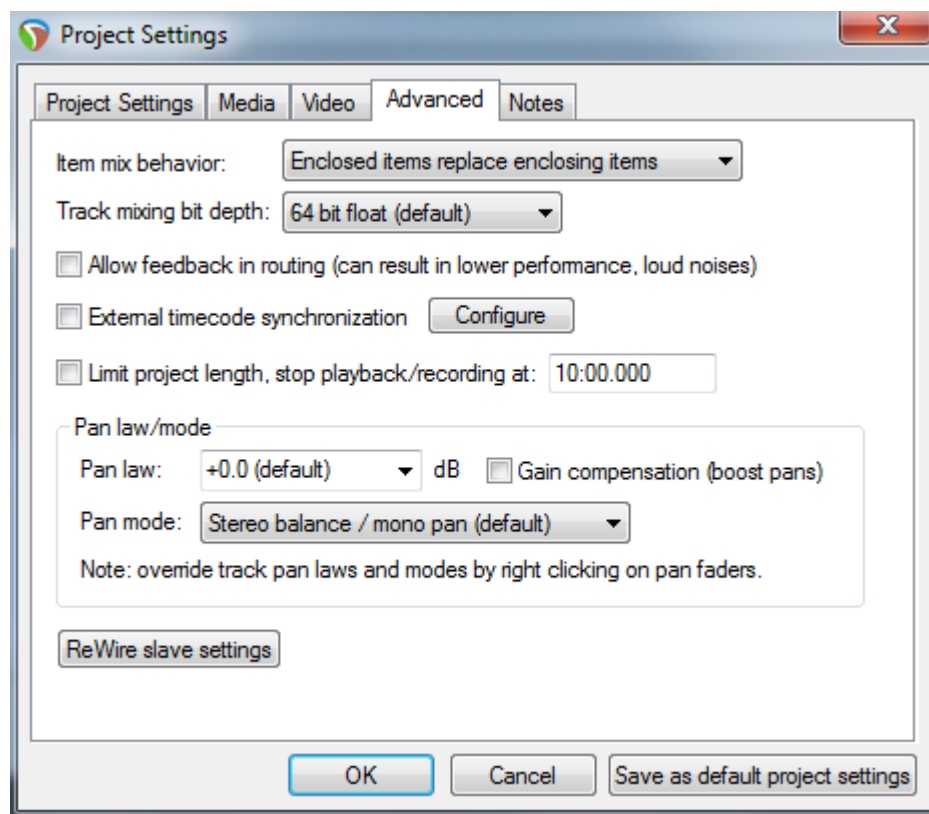 Project Settings
Project Settings Media Video Advanced Notes
Item mix behavior: Enclosed items replace enclosing items
Track mixing bit depth: 64 bit float (default)
Allow feedback in routing (can result in lower performance, loud noises)
External timecode synchronization Configure
Limit project length, stop playback/recording at: 10:00.000
Pan law/mode
Pan law: +0.0 (default) dB Gain compensation (boost pans)
Pan mode: Stereo balance / mono pan (default)
Note: override track pan laws and modes by right clicking on pan faders.
ReWire slave settings
OK Cancel Save as default project settings